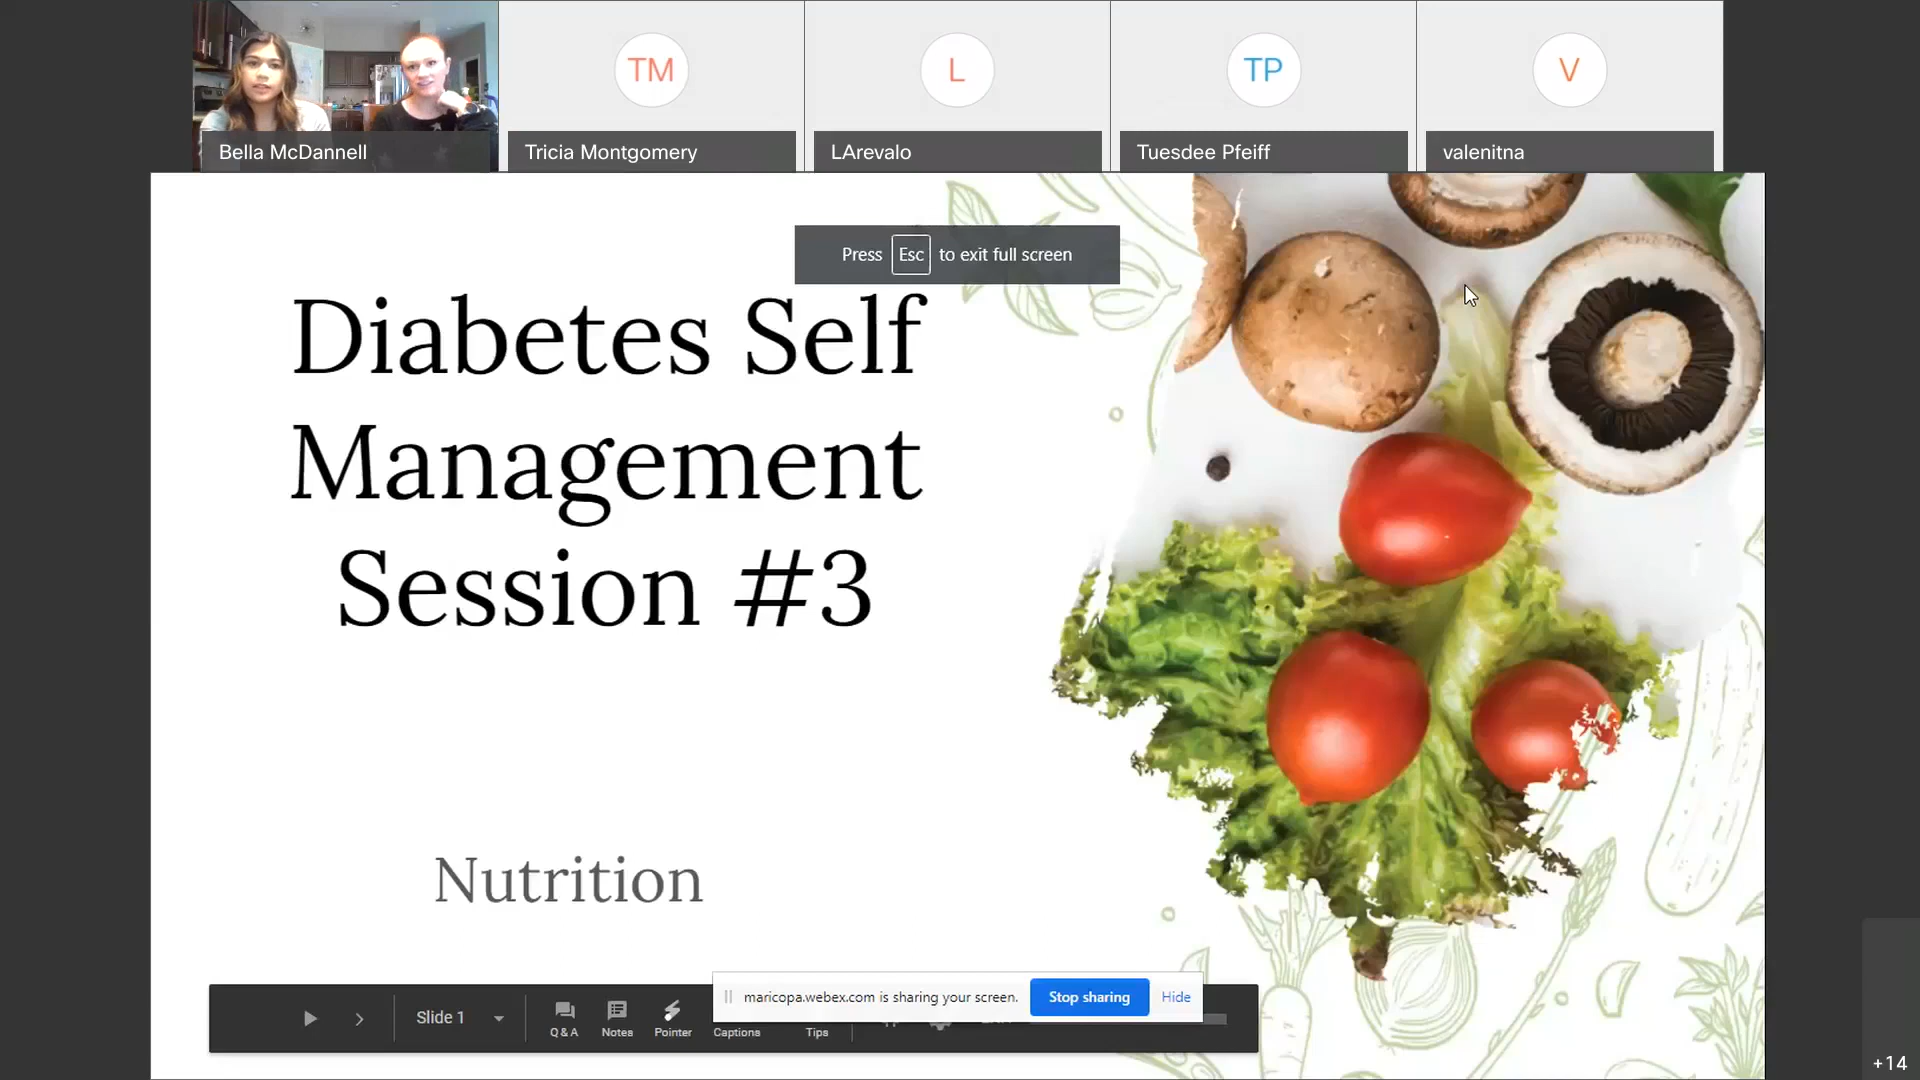 TM
L
TP
V
Bella McDannell
Tricia Montgomery
LArevalo
Tuesdee Pfeiff
valenitna
Press Esc to exit full screen
Diabetes Self
Management
Session #3
Nutrition
maricopa.webex.com is sharing your screen.
Stop sharing
Hide
Slide 1
Q & A
Notes
Pointer
Captions
Tips
+14